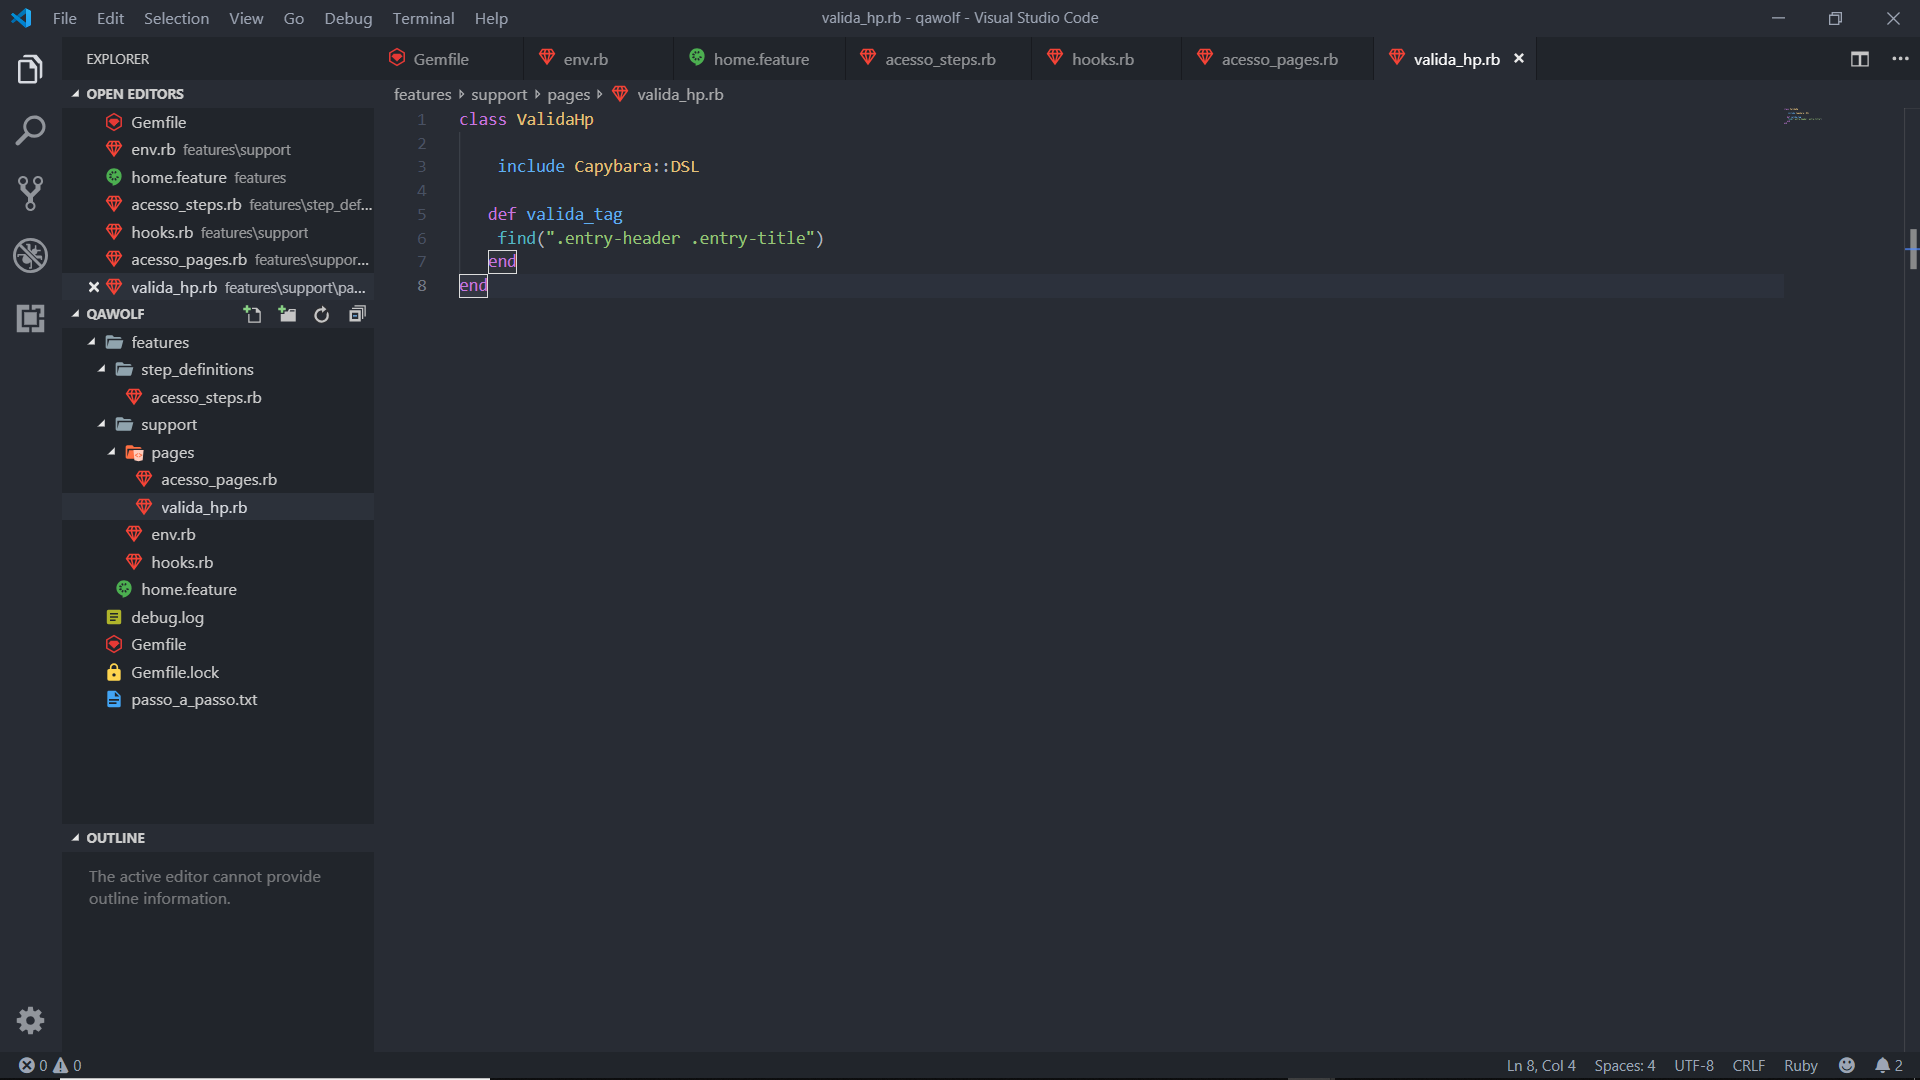 File Edit Selection View Go Debug Terminal Help
valida_hp.rb - qawolf - Visual Studio Code
EXPLORER
OPEN EDITORS
Gemfile
env.rb features\support
home.feature features
acesso_steps.rb features\step_def...
hooks.rb features\support
acesso_pages.rb features\suppor...
valida_hp.rb features\support\pa...
QAWOLF
features
step_definitions
acesso_steps.rb
support
pages
acesso_pages.rb
valida_hp.rb
env.rb
hooks.rb
home.feature
debug.log
Gemfile
Gemfile.lock
passo_a_passo.txt
OUTLINE
The active editor cannot provide
outline information.
Gemfile env.rb home.feature acesso_steps.rb hooks.rb acesso_pages.rb valida_hp.rb
features support pages valida_hp.rb
1 class ValidaHp
2
3 include Capybara::DSL
4
5 def valida_tag
6 find(".entry-header .entry-title")
7 end
8 end
0 0
Ln 8, Col 4 Spaces: 4 UTF-8 CRLF Ruby 2